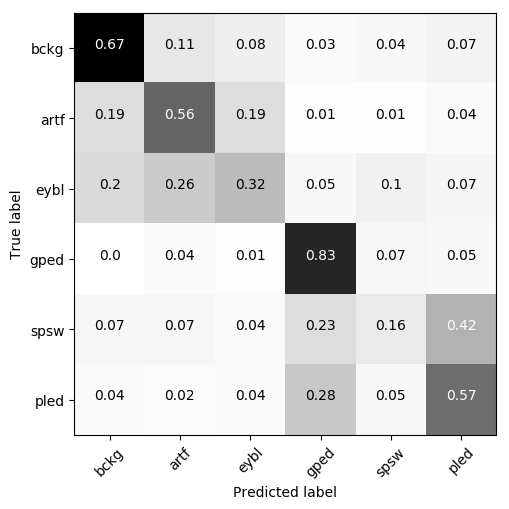 True label
bckg 0.67 0.11 0.08 0.03 0.04 0.07
artf 0.19 0.56 0.19 0.01 0.01 0.04
eybl 0.2 0.26 0.32 0.05 0.1 0.07
gped 0.0 0.04 0.01 0.83 0.07 0.05
spsw 0.07 0.07 0.04 0.23 0.16 0.42
pled 0.04 0.02 0.04 0.28 0.05 0.57
bckg artf eybl gped spsw pled
Predicted label